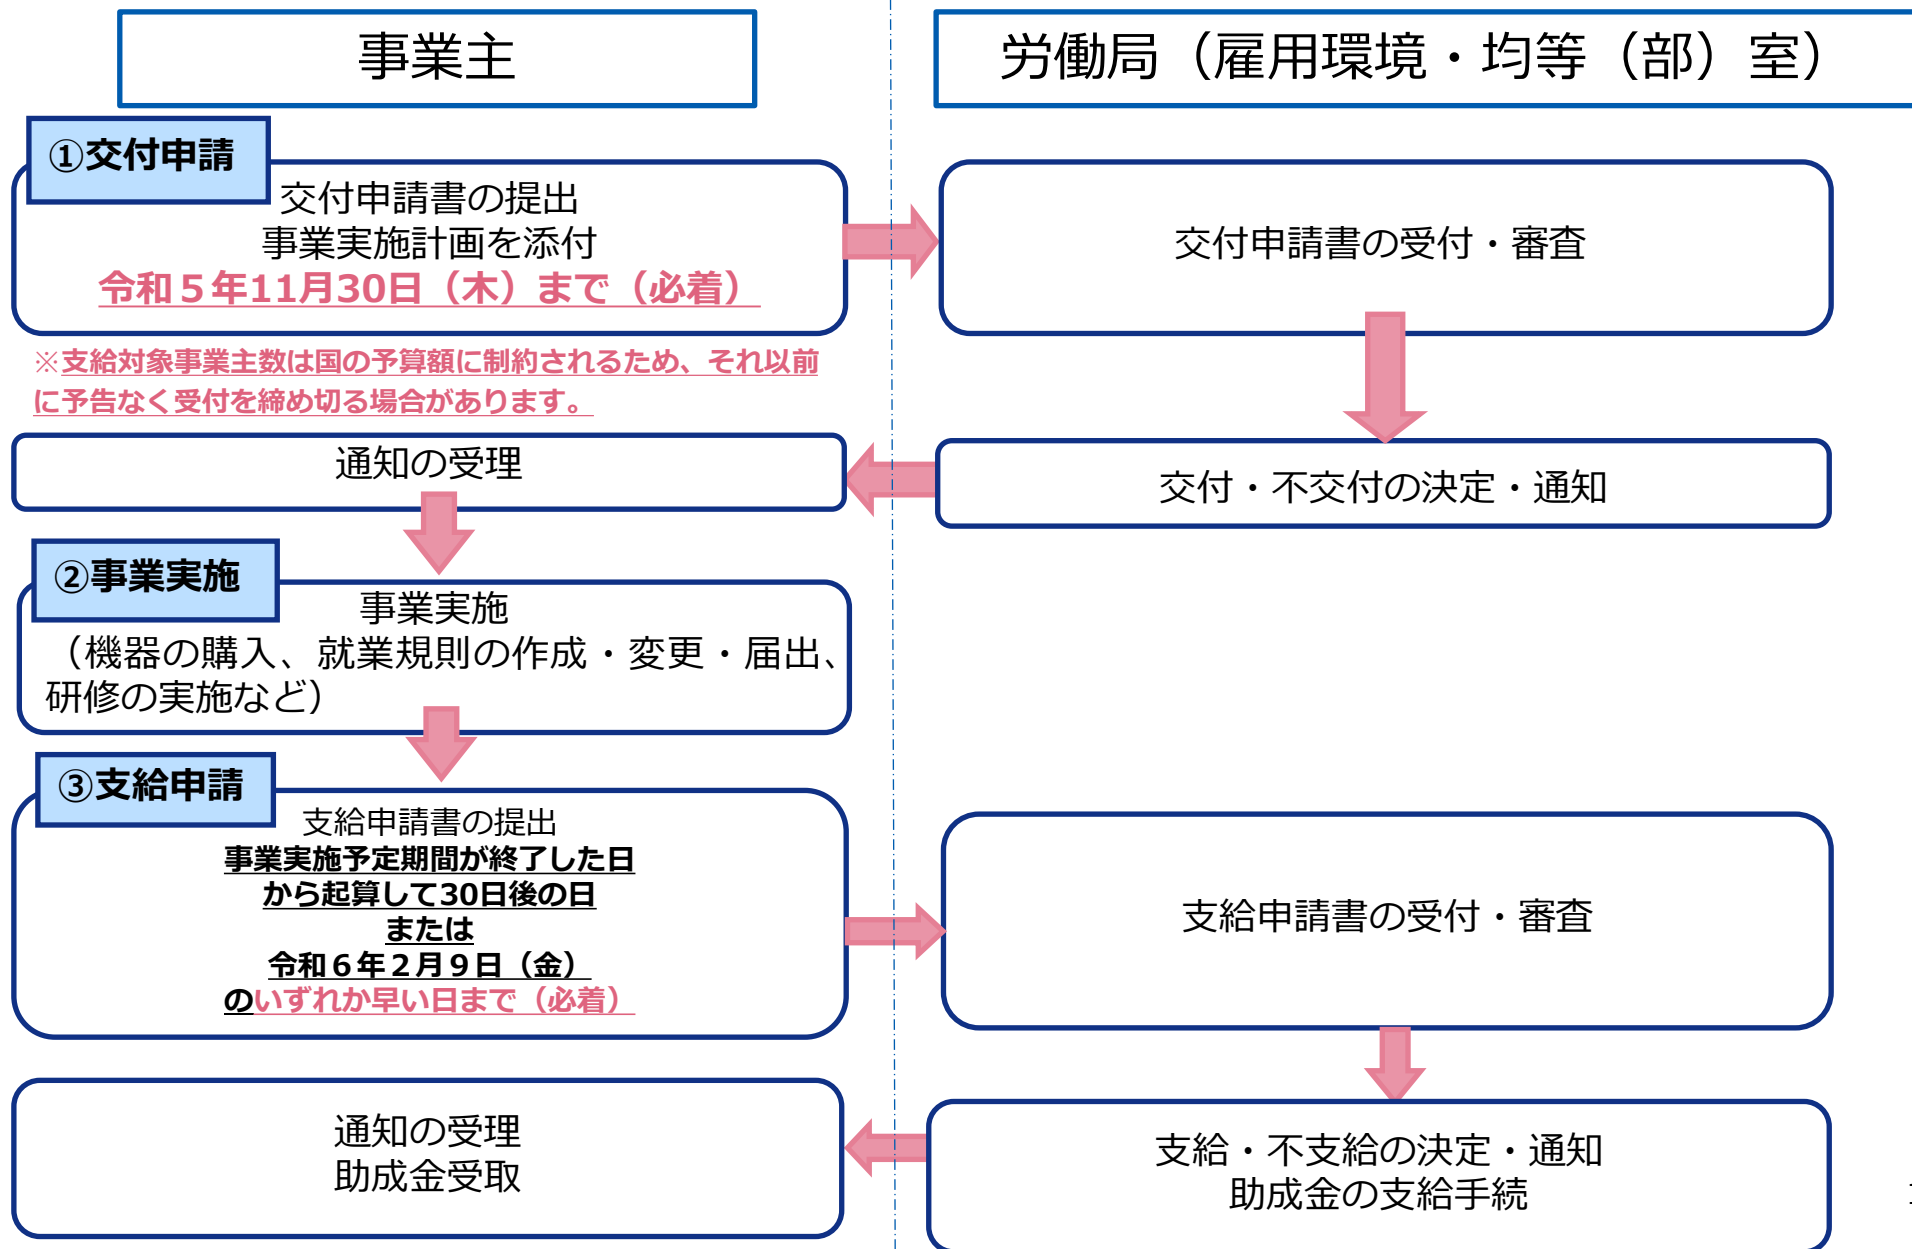 事業主
労働局（雇用環境・均等（部）室）
①交付申請
交付申請書の提出
事業実施計画を添付
令和５年11月30日（木）まで（必着）
交付申請書の受付・審査
※支給対象事業主数は国の予算額に制約されるため、それ以前
に予告なく受付を締め切る場合があります。
通知の受理
交付・不交付の決定・通知
②事業実施
事業実施
（機器の購入、就業規則の作成・変更・届出、
研修の実施など）
③支給申請
支給申請書の提出
事業実施予定期間が終了した日
から起算して30日後の日
または
令和６年２月９日（金）
のいずれか早い日まで（必着）
支給申請書の受付・審査
通知の受理
助成金受取
支給・不支給の決定・通知
助成金の支給手続